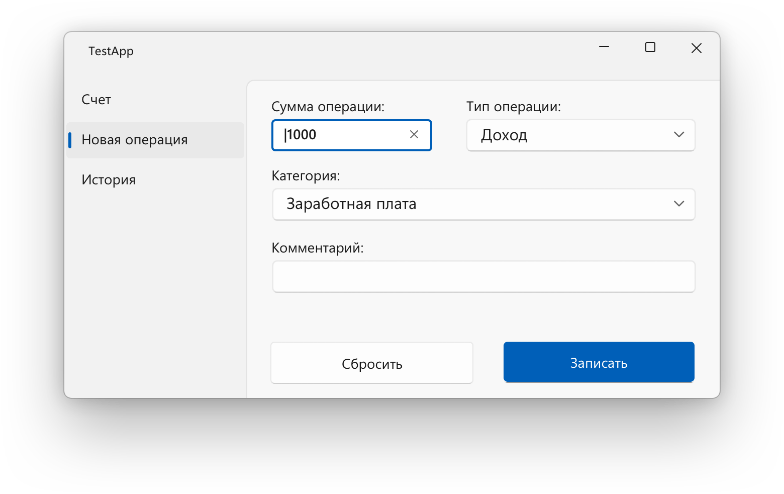 TestApp
Счет
Новая операция
История
Сумма операции:
1000
Тип операции:
Доход
Категория:
Заработная плата
Комментарий:
Сбросить
Записать